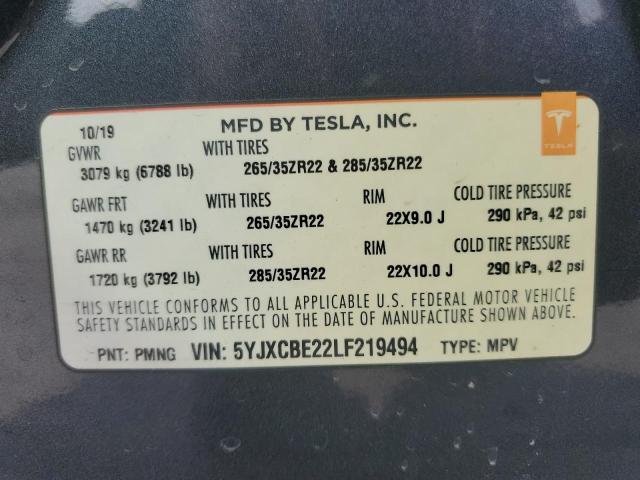 10/19 MFD BY TESLA, INC.
TESLA
GVWR WITH TIRES
3079 kg (6788 lb) 265/35ZR22 & 285/35ZR22
GAWR FRT WITH TIRES RIM COLD TIRE PRESSURE
1470 kg (3241 lb) 265/35ZR22 22X9.0 J 290 kPa, 42 psi
GAWR RR WITH TIRES RIM COLD TIRE PRESSURE
1720 kg (3792 lb) 285/35ZR22 22X10.0 J 290 kPa, 42 psi
THIS VEHICLE CONFORMS TO ALL APPLICABLE U.S. FEDERAL MOTOR VEHICLE
SAFETY STANDARDS IN EFFECT ON THE DATE OF MANUFACTURE SHOWN ABOVE.
PNT: PMNG VIN: 5YJXCBE22LF219494 TYPE: MPV